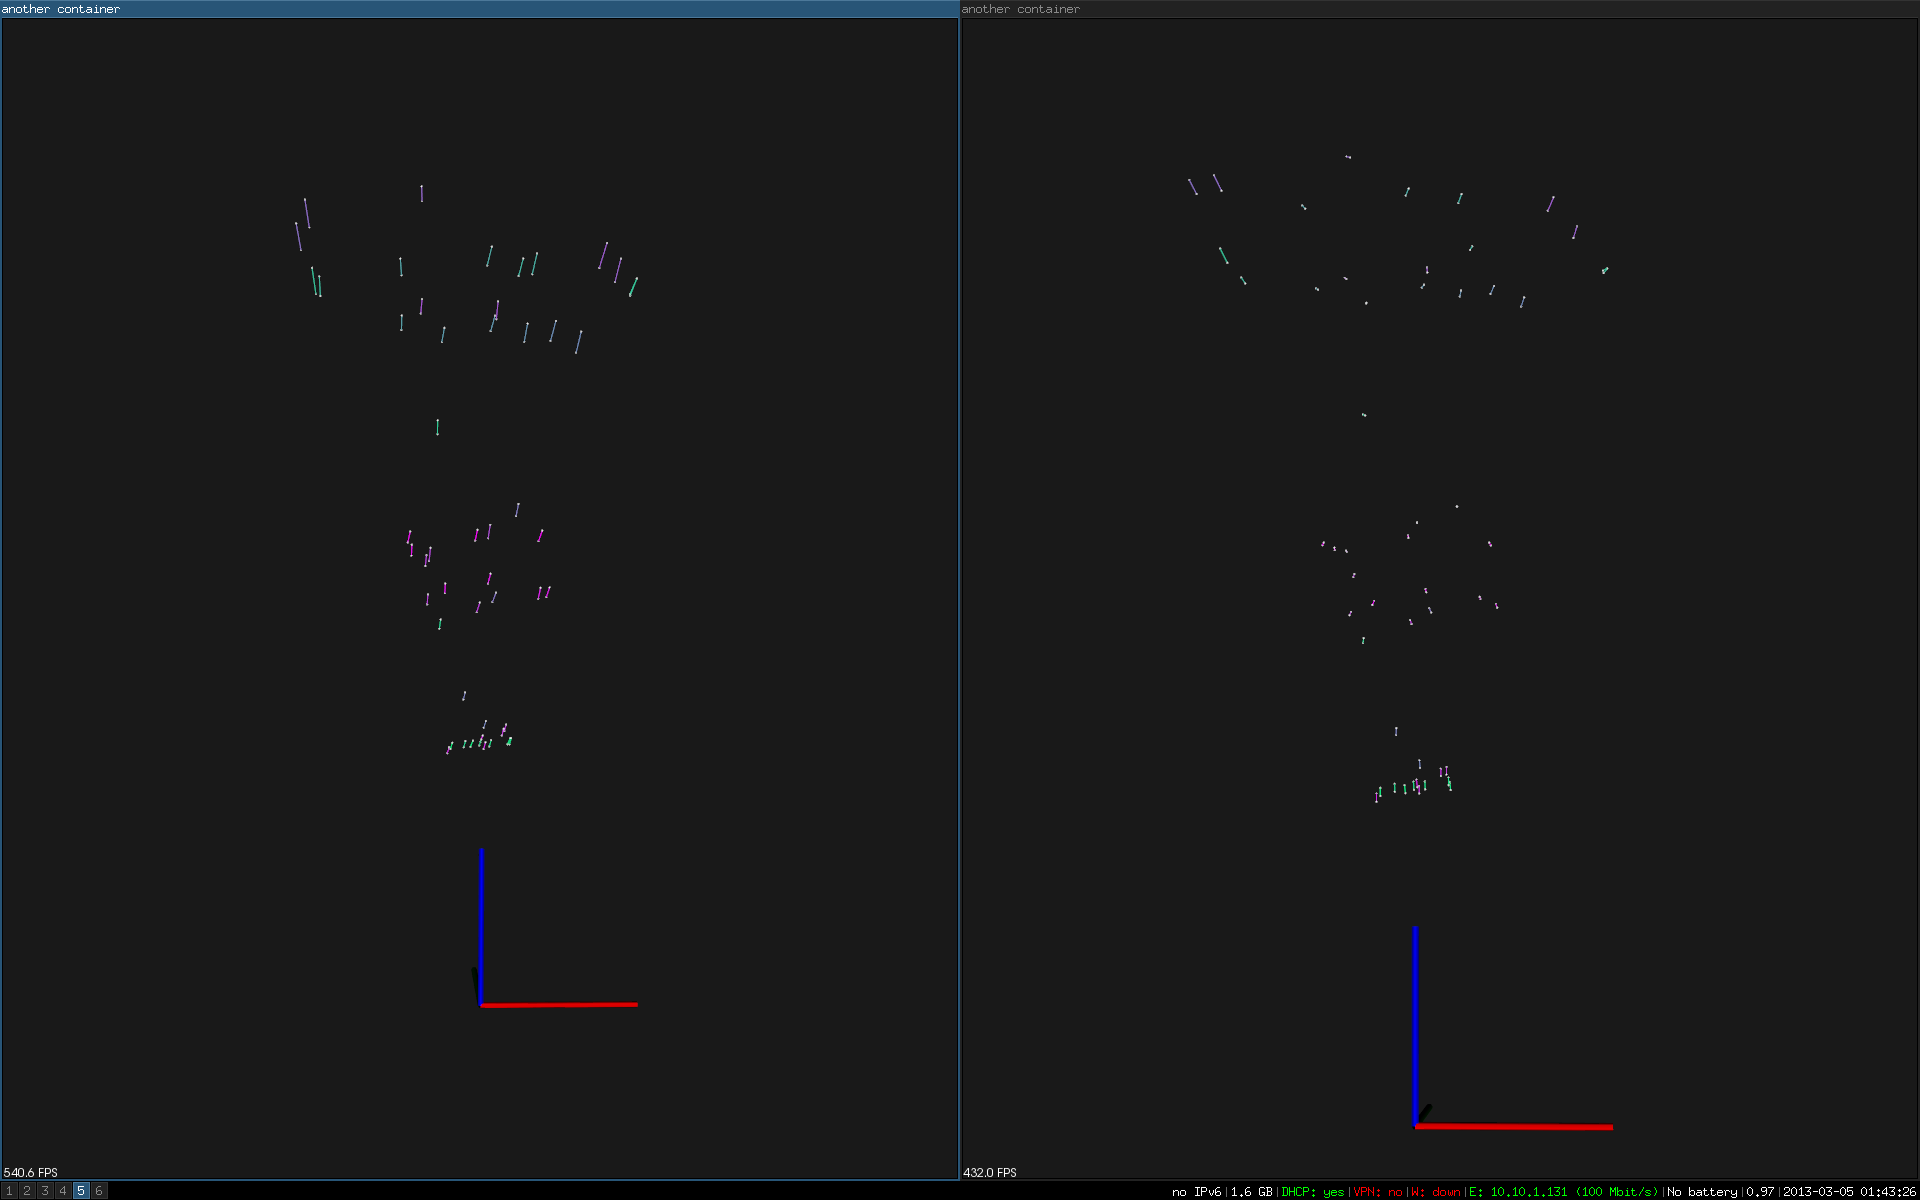 another container
another container
540.6 FPS
432.0 FPS
1 2 3 4 5 6
no IPv6|1.6 GB|DHCP: yes|VPN: no|W: down|E: 10.10.1.131 (100 Mbit/s)|No battery|0.97|2013-03-05 01:43:26